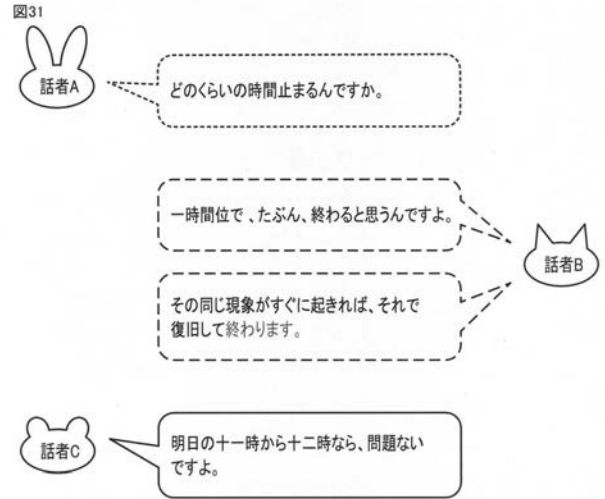 図31
話者A
どのくらいの時間止まるんですか。
一時間位で、たぶん、終わると思うんですよ。
話者B
その同じ現象がすぐに起きれば、それで
復旧して終わります。
話者C
明日の十一時から十二時なら、問題ない
ですよ。